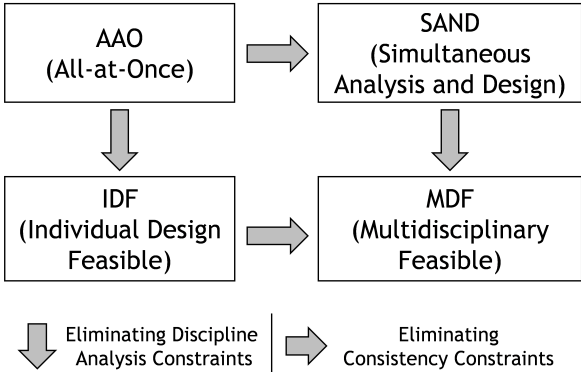 AAO
(All-at-Once)
SAND
(Simultaneous
Analysis and Design)
IDF
(Individual Design
Feasible)
MDF
(Multidisciplinary
Feasible)
Eliminating Discipline
Analysis Constraints
Eliminating
Consistency Constraints